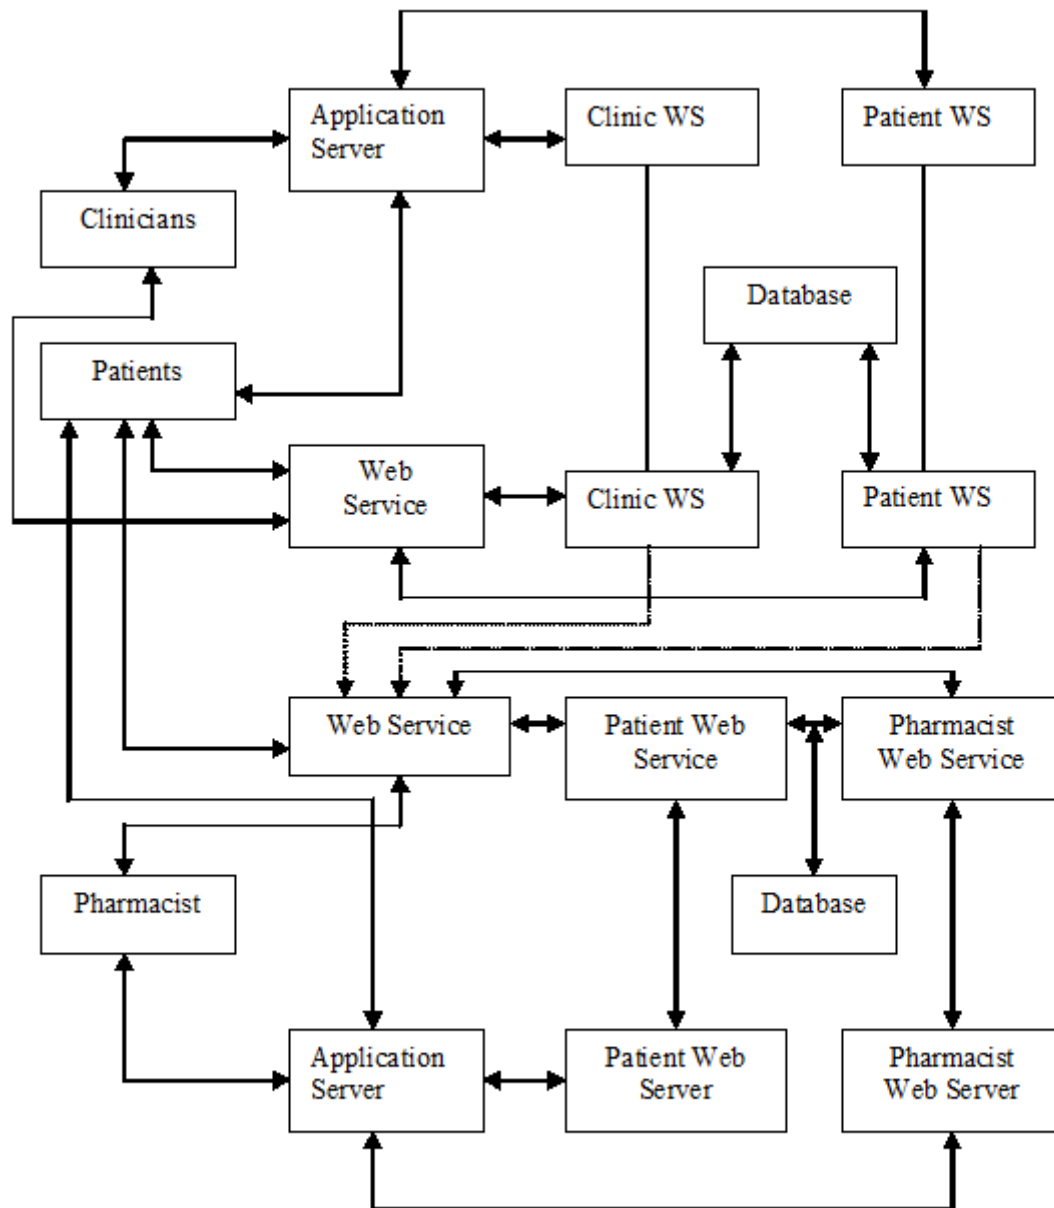 Application
Server
Clinic WS
Patient WS
Clinicians
Database
Patients
Web
Service
Clinic WS
Patient WS
Web Service
Patient Web
Service
Pharmacist
Web Service
Pharmacist
Database
Application
Server
Patient Web
Server
Pharmacist
Web Server